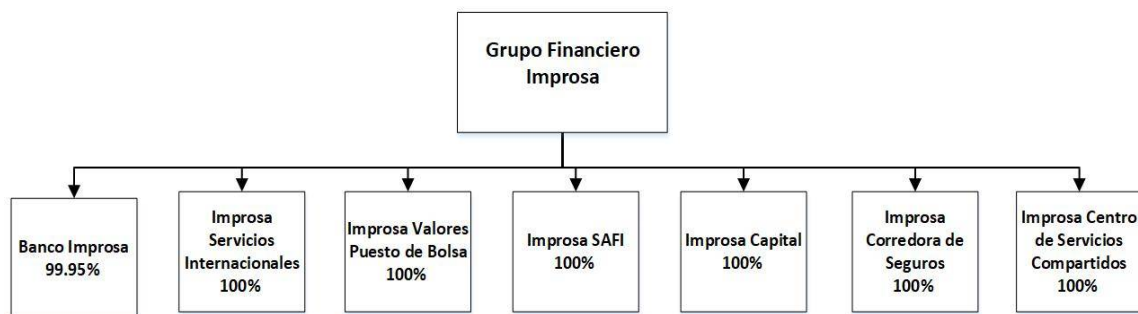 Grupo Financiero
Improsa
Banco Improsa
99.95%
Improsa
Servicios
Internacionales
100%
Improsa Valores
Puesto de Bolsa
100%
Improsa SAFI
100%
Improsa Capital
100%
Improsa
Corredora de
Seguros
100%
Improsa Centro
de Servicios
Compartidos
100%